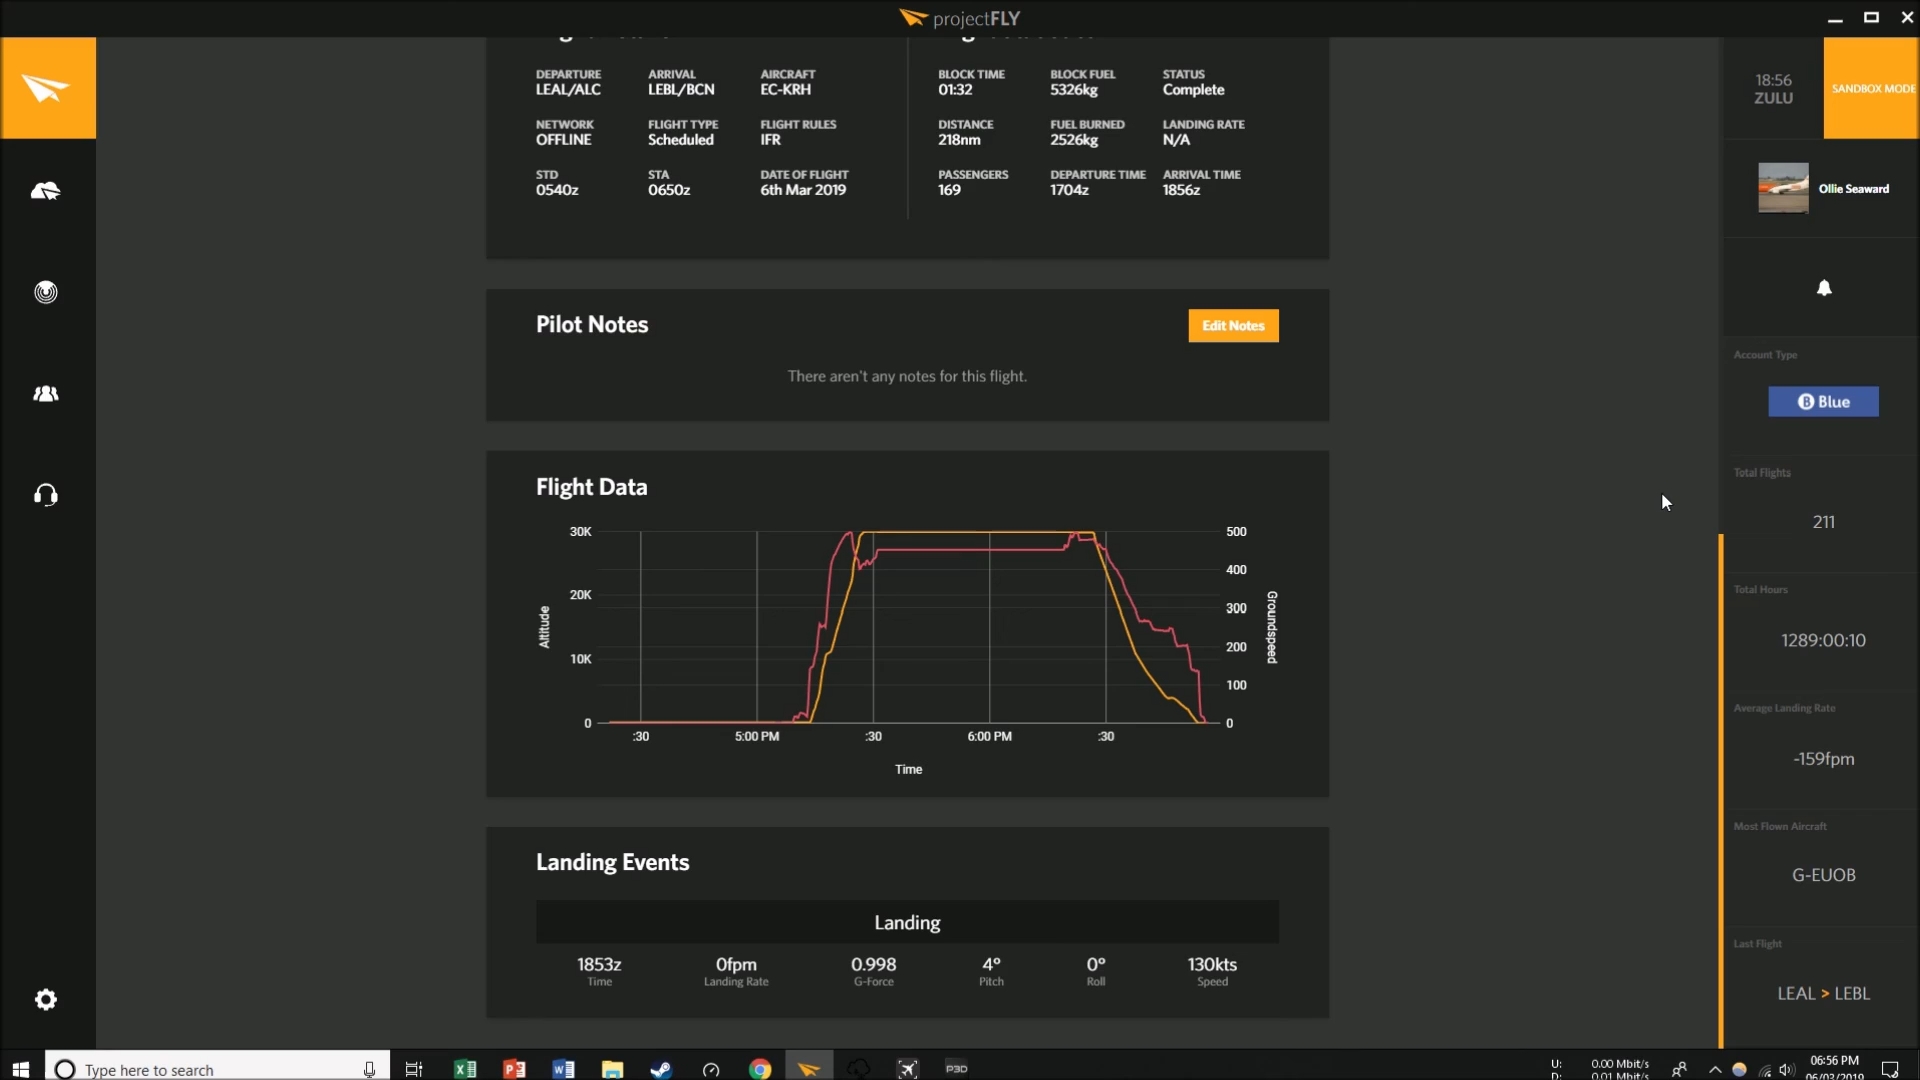 projectFLY
DEPARTURE ARRIVAL AIRCRAFT
LEAL/ALC LEBL/BCN EC-KRH
NETWORK FLIGHT TYPE FLIGHT RULES
OFFLINE Scheduled IFR
STD STA DATE OF FLIGHT
0540z 0650z 6th Mar 2019
BLOCK TIME BLOCK FUEL STATUS
01:32 5326kg Complete
DISTANCE FUEL BURNED LANDING RATE
218nm 2526kg N/A
PASSENGERS DEPARTURE TIME ARRIVAL TIME
169 1704z 1856z
Pilot Notes
Edit Notes
There aren't any notes for this flight.
Flight Data
30K
20K
10K
0
Altitude
500
400
300
200
100
0
Groundspeed
:30 5:00 PM :30 6:00 PM :30
Time
Landing Events
Landing
1853z 0fpm 0.998 4° 0° 130kts
Time Landing Rate G-Force Pitch Roll Speed
18:56
ZULU
SANDBOX MODE
Ollie Seaward
Account Type
B Blue
Total Flights
211
Total Hours
1289:00:10
Average Landing Rate
-159fpm
Most Flown Aircraft
G-EUOB
Last Flight
LEAL > LEBL
Type here to search
P3D
U: 0.00 Mbit/s
D: 0.01 Mbit/s
06:56 PM
06/03/2019